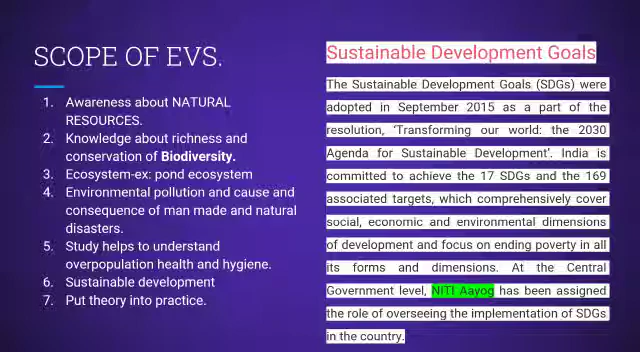 SCOPE OF EVS.
1. Awareness about NATURAL
RESOURCES.
2. Knowledge about richness and
conservation of Biodiversity.
3. Ecosystem-ex: pond ecosystem
4. Environmental pollution and cause and
consequence of man made and natural
disasters.
5. Study helps to understand
overpopulation health and hygiene.
6. Sustainable development
7. Put theory into practice.
Sustainable Development Goals
The Sustainable Development Goals (SDGs) were
adopted in September 2015 as a part of the
resolution, ‘Transforming our world: the 2030
Agenda for Sustainable Development’. India is
committed to achieve the 17 SDGs and the 169
associated targets, which comprehensively cover
social, economic and environmental dimensions
of development and focus on ending poverty in all
its forms and dimensions. At the Central
Government level, NITI Aayog has been assigned
the role of overseeing the implementation of SDGs
in the country.